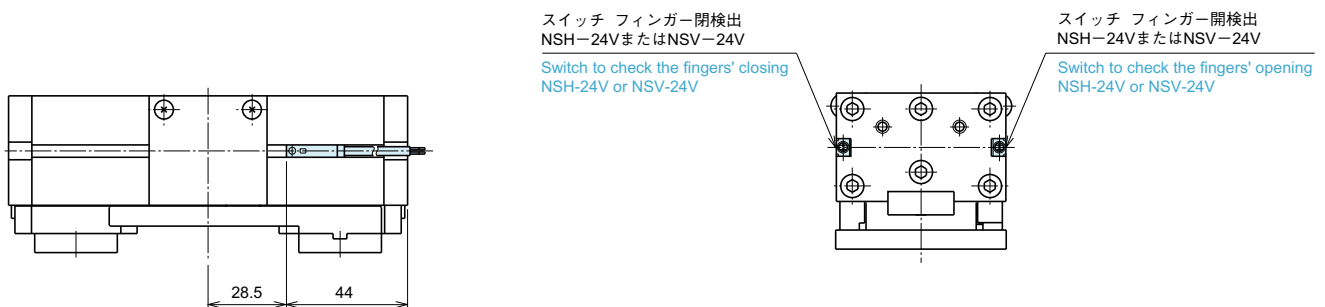 スイッチ フィンガー閉検出
NSH－24VまたはNSV－24V
Switch to check the fingers' closing
NSH-24V or NSV-24V
スイッチ フィンガー開検出
NSH－24VまたはNSV－24V
Switch to check the fingers' opening
NSH-24V or NSV-24V
28.5
44